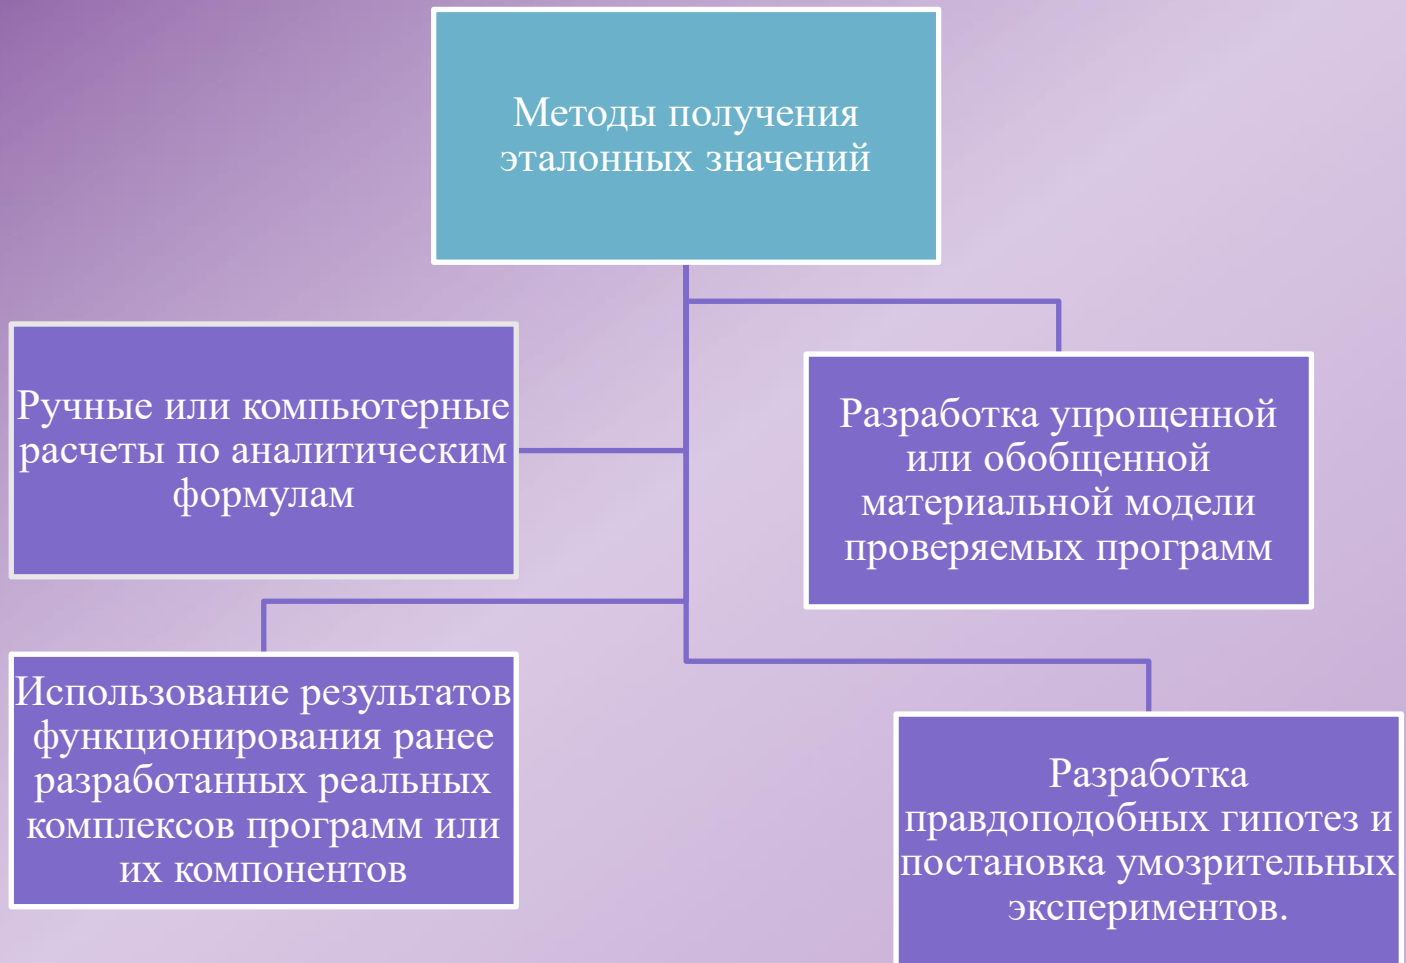 Методы получения
эталонных значений
Ручные или компьютерные
расчеты по аналитическим
формулам
Разработка упрощенной
или обобщенной
материальной модели
проверяемых программ
Использование результатов
функционирования ранее
разработанных реальных
комплексов программ или
их компонентов
Разработка
правдоподобных гипотез и
постановка умозрительных
экспериментов.